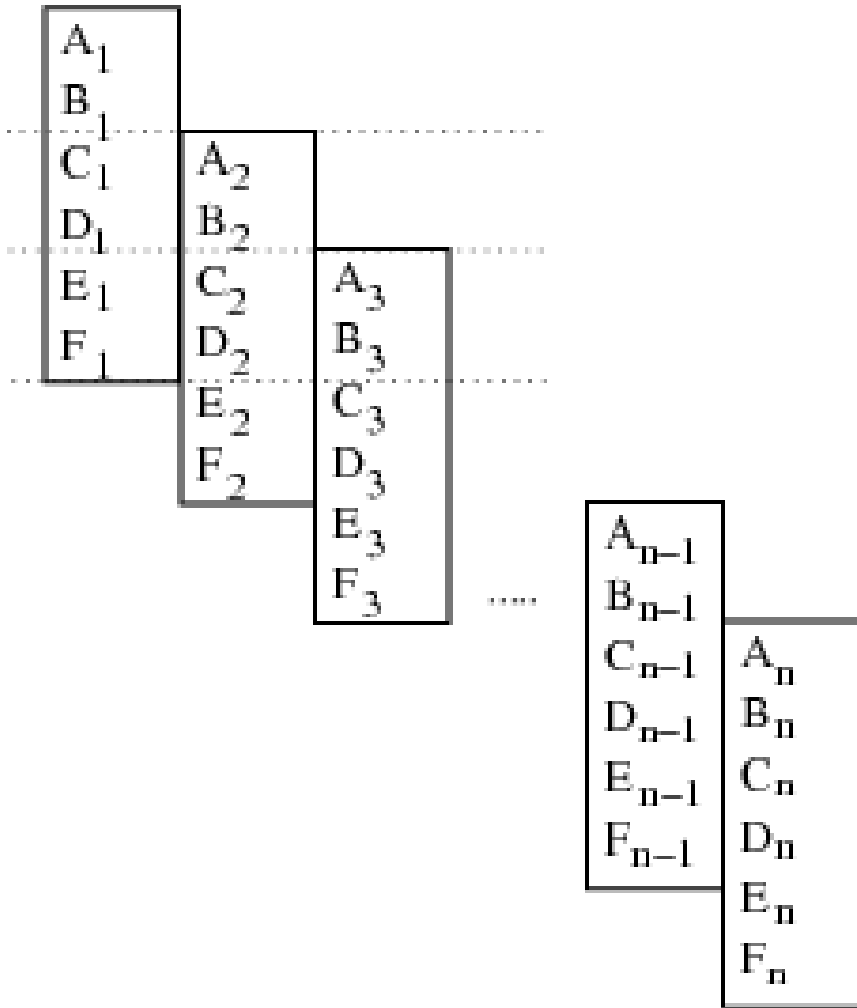 A1
B1
C1
D1
E1
F1
A2
B2
C2
D2
E2
F2
A3
B3
C3
D3
E3
F3
.....
An−1
Bn−1
Cn−1
Dn−1
En−1
Fn−1
An
Bn
Cn
Dn
En
Fn